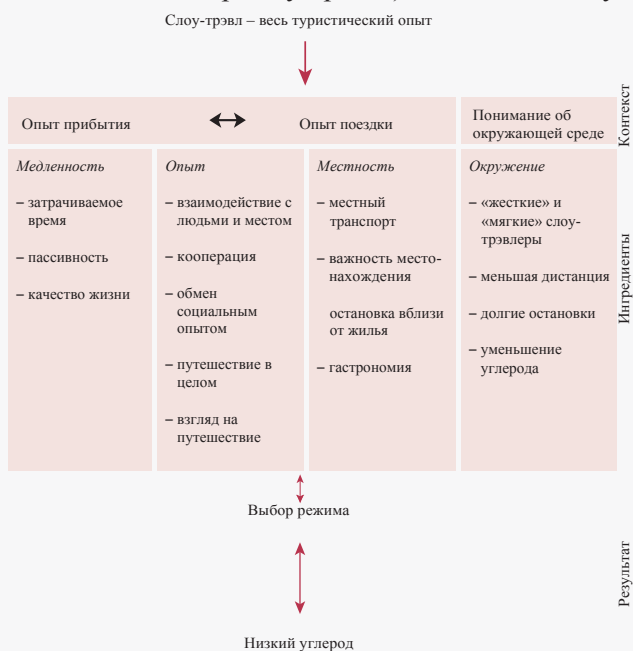 Слоу-трэвл – весь туристический опыт
Опыт прибытия
Опыт поездки
Понимание об
окружающей среде
Контекст
Медленность
– затрачиваемое
время
– пассивность
– качество жизни
Опыт
– взаимодействие с
людьми и местом
– кооперация
– обмен
социальным
опытом
– путешествие в
целом
– взгляд на
путешествие
Местность
– местный
транспорт
– важность место-
нахождения
остановка вблизи
от жилья
– гастрономия
Окружение
– «жесткие» и
«мягкие» слоу-
трэвлеры
– меньшая дистанция
– долгие остановки
– уменьшение
углерода
Ингредиенты
Выбор режима
Результат
Низкий углерод